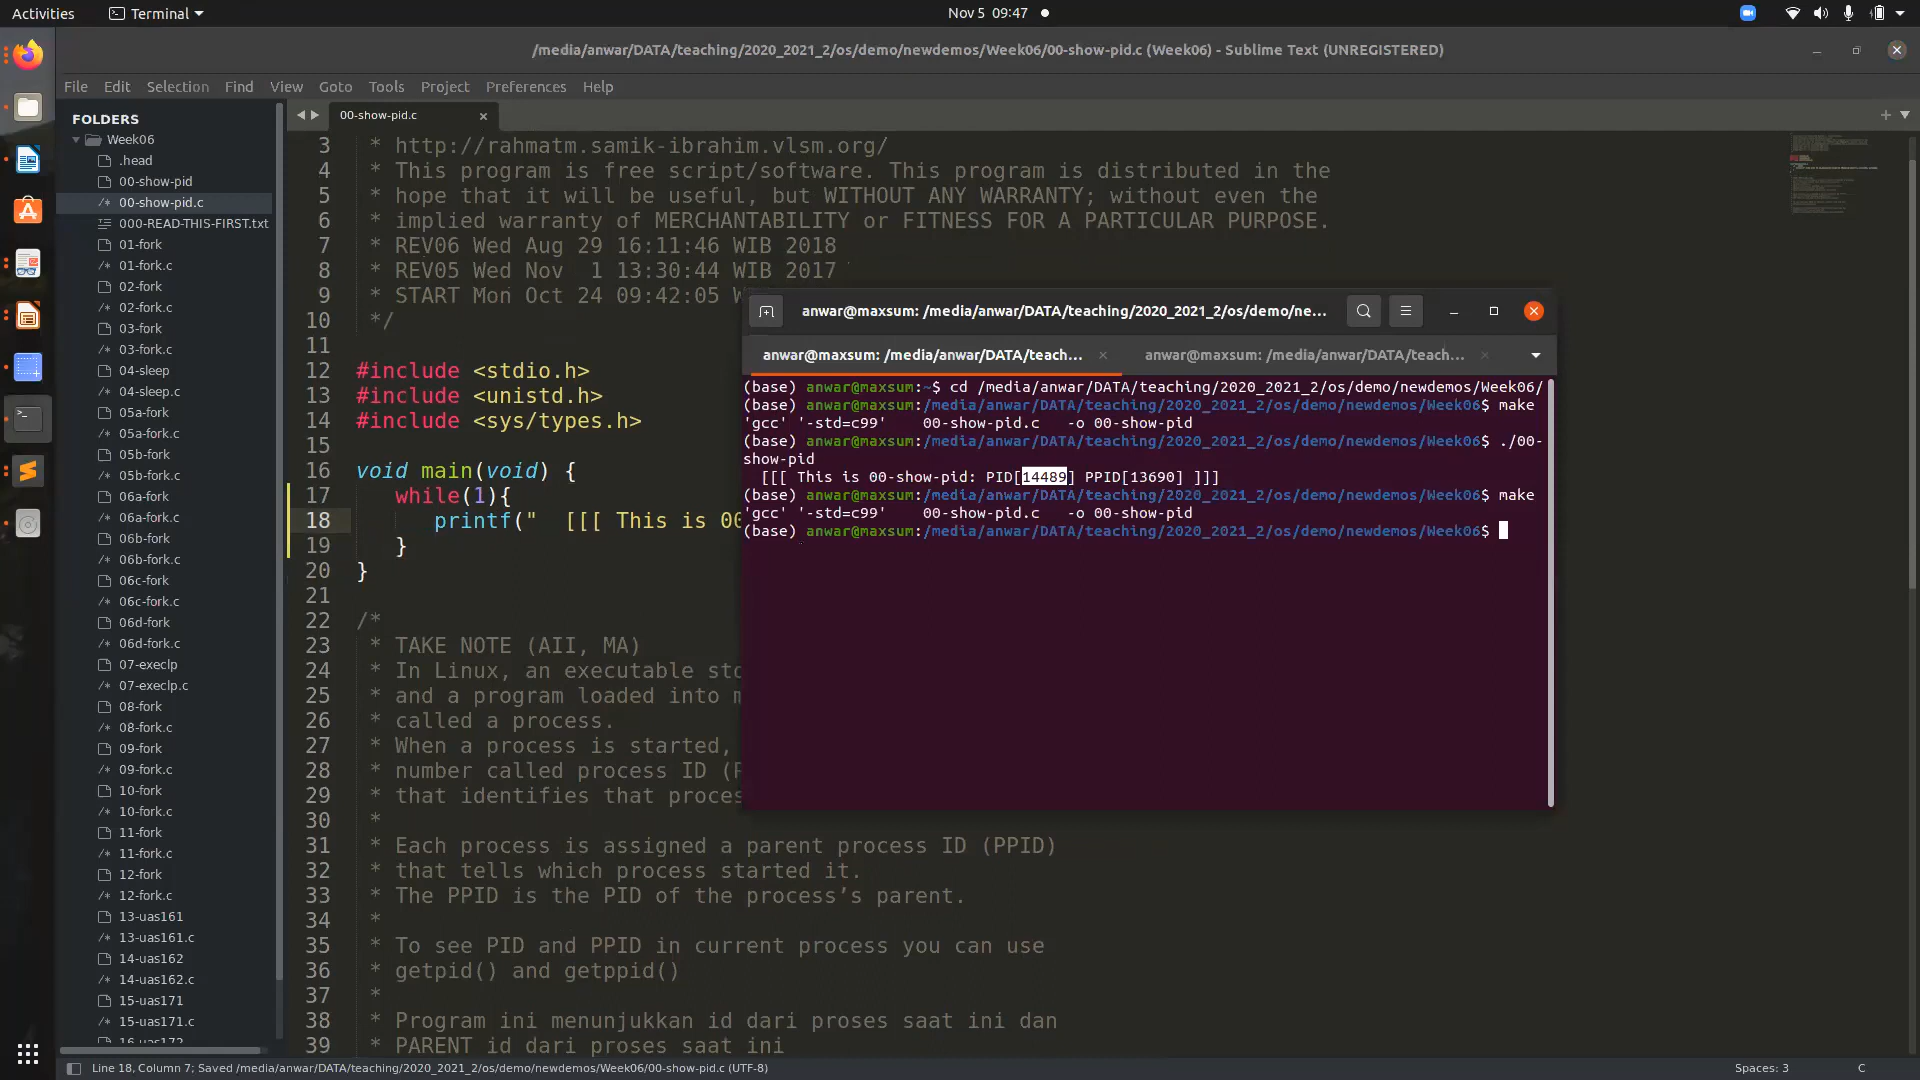 Activities
Terminal
Nov 5 09:47
/media/anwar/DATA/teaching/2020_2021_2/os/demo/newdemos/Week06/00-show-pid.c (Week06) - Sublime Text (UNREGISTERED)
File Edit Selection Find View Goto Tools Project Preferences Help
FOLDERS
Week06
.head
00-show-pid
00-show-pid.c
000-READ-THIS-FIRST.txt
01-fork
01-fork.c
02-fork
02-fork.c
03-fork
03-fork.c
04-sleep
04-sleep.c
05a-fork
05a-fork.c
05b-fork
05b-fork.c
06a-fork
06a-fork.c
06b-fork
06b-fork.c
06c-fork
06c-fork.c
06d-fork
06d-fork.c
07-execlp
07-execlp.c
08-fork
08-fork.c
09-fork
09-fork.c
10-fork
10-fork.c
11-fork
11-fork.c
12-fork
12-fork.c
13-uas161
13-uas161.c
14-uas162
14-uas162.c
15-uas171
15-uas171.c
16-uas172
00-show-pid.c
3 * http://rahmatm.samik-ibrahim.vlsm.org/
4 * This program is free script/software. This program is distributed in the
5 * hope that it will be useful, but WITHOUT ANY WARRANTY; without even the
6 * implied warranty of MERCHANTABILITY or FITNESS FOR A PARTICULAR PURPOSE.
7 * REV06 Wed Aug 29 16:11:46 WIB 2018
8 * REV05 Wed Nov  1 13:30:44 WIB 2017
9 * START Mon Oct 24 09:42:05 W
10 */
11
12 #include <stdio.h>
13 #include <unistd.h>
14 #include <sys/types.h>
15
16 void main(void) {
17 while(1){
18 printf("  [[[ This is 00
19 }
20 }
21
22 /*
23 * TAKE NOTE (AII, MA)
24 * In Linux, an executable sto
25 * and a program loaded into m
26 * called a process.
27 * When a process is started,
28 * number called process ID (P
29 * that identifies that proces
30 *
31 * Each process is assigned a parent process ID (PPID)
32 * that tells which process started it.
33 * The PPID is the PID of the process’s parent.
34 *
35 * To see PID and PPID in current process you can use
36 * getpid() and getppid()
37 *
38 * Program ini menunjukkan id dari proses saat ini dan
39 * PARENT id dari proses saat ini
anwar@maxsum: /media/anwar/DATA/teaching/2020_2021_2/os/demo/ne...
anwar@maxsum: /media/anwar/DATA/teach...
anwar@maxsum: /media/anwar/DATA/teach...
(base) anwar@maxsum:~$ cd /media/anwar/DATA/teaching/2020_2021_2/os/demo/newdemos/Week06/
(base) anwar@maxsum:/media/anwar/DATA/teaching/2020_2021_2/os/demo/newdemos/Week06$ make
'gcc' '-std=c99'    00-show-pid.c   -o 00-show-pid
(base) anwar@maxsum:/media/anwar/DATA/teaching/2020_2021_2/os/demo/newdemos/Week06$ ./00-
show-pid
[[[ This is 00-show-pid: PID[14489] PPID[13690] ]]]
(base) anwar@maxsum:/media/anwar/DATA/teaching/2020_2021_2/os/demo/newdemos/Week06$ make
'gcc' '-std=c99'    00-show-pid.c   -o 00-show-pid
(base) anwar@maxsum:/media/anwar/DATA/teaching/2020_2021_2/os/demo/newdemos/Week06$
Line 18, Column 7; Saved /media/anwar/DATA/teaching/2020_2021_2/os/demo/newdemos/Week06/00-show-pid.c (UTF-8)
Spaces: 3
C